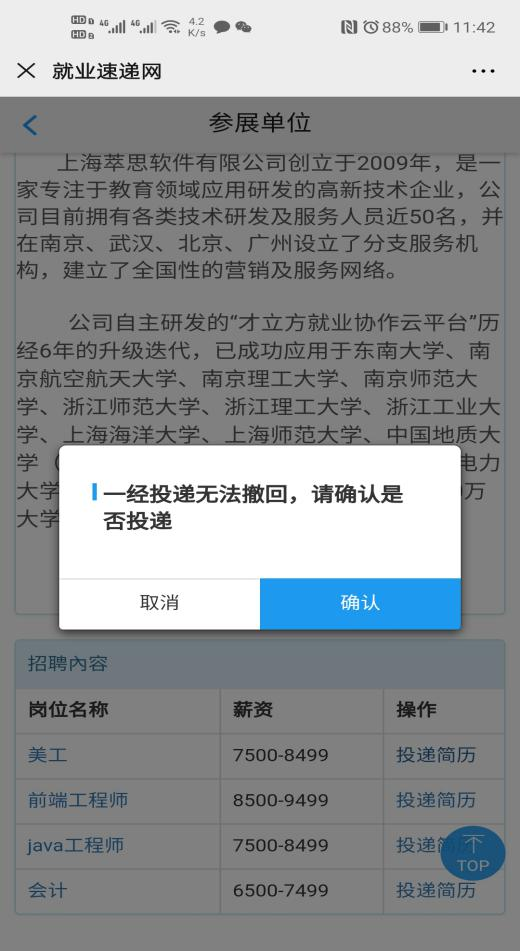 HD 1 4G 4G 4.2 K/s 88% 11:42
HD 2
就业速递网
参展单位
上海萃思软件有限公司创立于2009年，是一
家专注于教育领域应用研发的高新技术企业，公
司目前拥有各类技术研发及服务人员近50名，并
在南京、武汉、北京、广州设立了分支服务机
构，建立了全国性的营销及服务网络。
公司自主研发的“才立方就业协作云平台”历
经6年的升级迭代，已成功应用于东南大学、南
京航空航天大学、南京理工大学、南京师范大
学、浙江师范大学、浙江理工大学、浙江工业大
学、上海海洋大学、上海师范大学、中国地质大
学（ 电力
大学 万
大学
一经投递无法撤回，请确认是
否投递
取消 确认
招聘内容
岗位名称 薪资 操作
美工 7500-8499 投递简历
前端工程师 8500-9499 投递简历
java工程师 7500-8499 投递
TOP
会计 6500-7499 投递简历